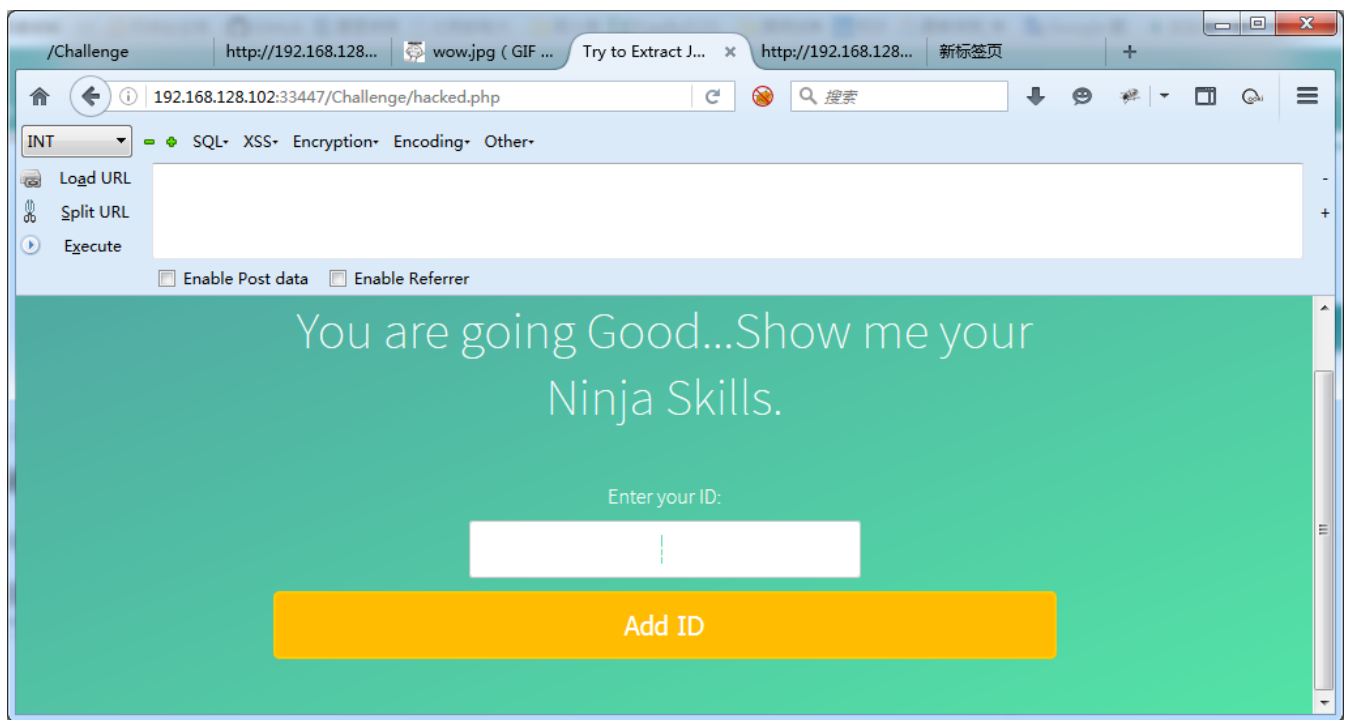 /Challenge http://192.168.128... wow.jpg ( GIF ... Try to Extract J... × http://192.168.128... 新标签页 +
192.168.128.102:33447/Challenge/hacked.php 搜索
INT SQL▾ XSS▾ Encryption▾ Encoding▾ Other▾
Load URL -
Split URL +
Execute
Enable Post data Enable Referrer
You are going Good...Show me your
Ninja Skills.
Enter your ID:
Add ID